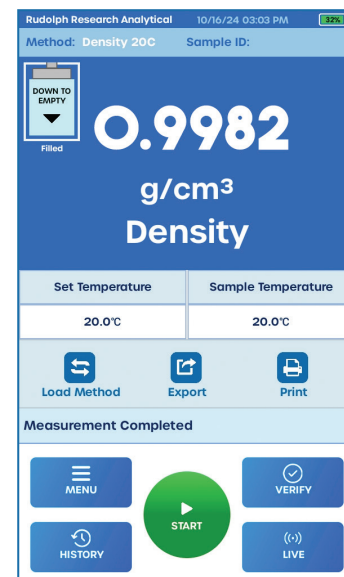 Rudolph Research Analytical 10/16/24 03:03 PM 32%
Method: Density 20C Sample ID:
DOWN TO
EMPTY
Filled
0.9982
g/cm³
Density
Set Temperature Sample Temperature
20.0°C 20.0°C
Load Method Export Print
Measurement Completed
MENU VERIFY
START
HISTORY LIVE